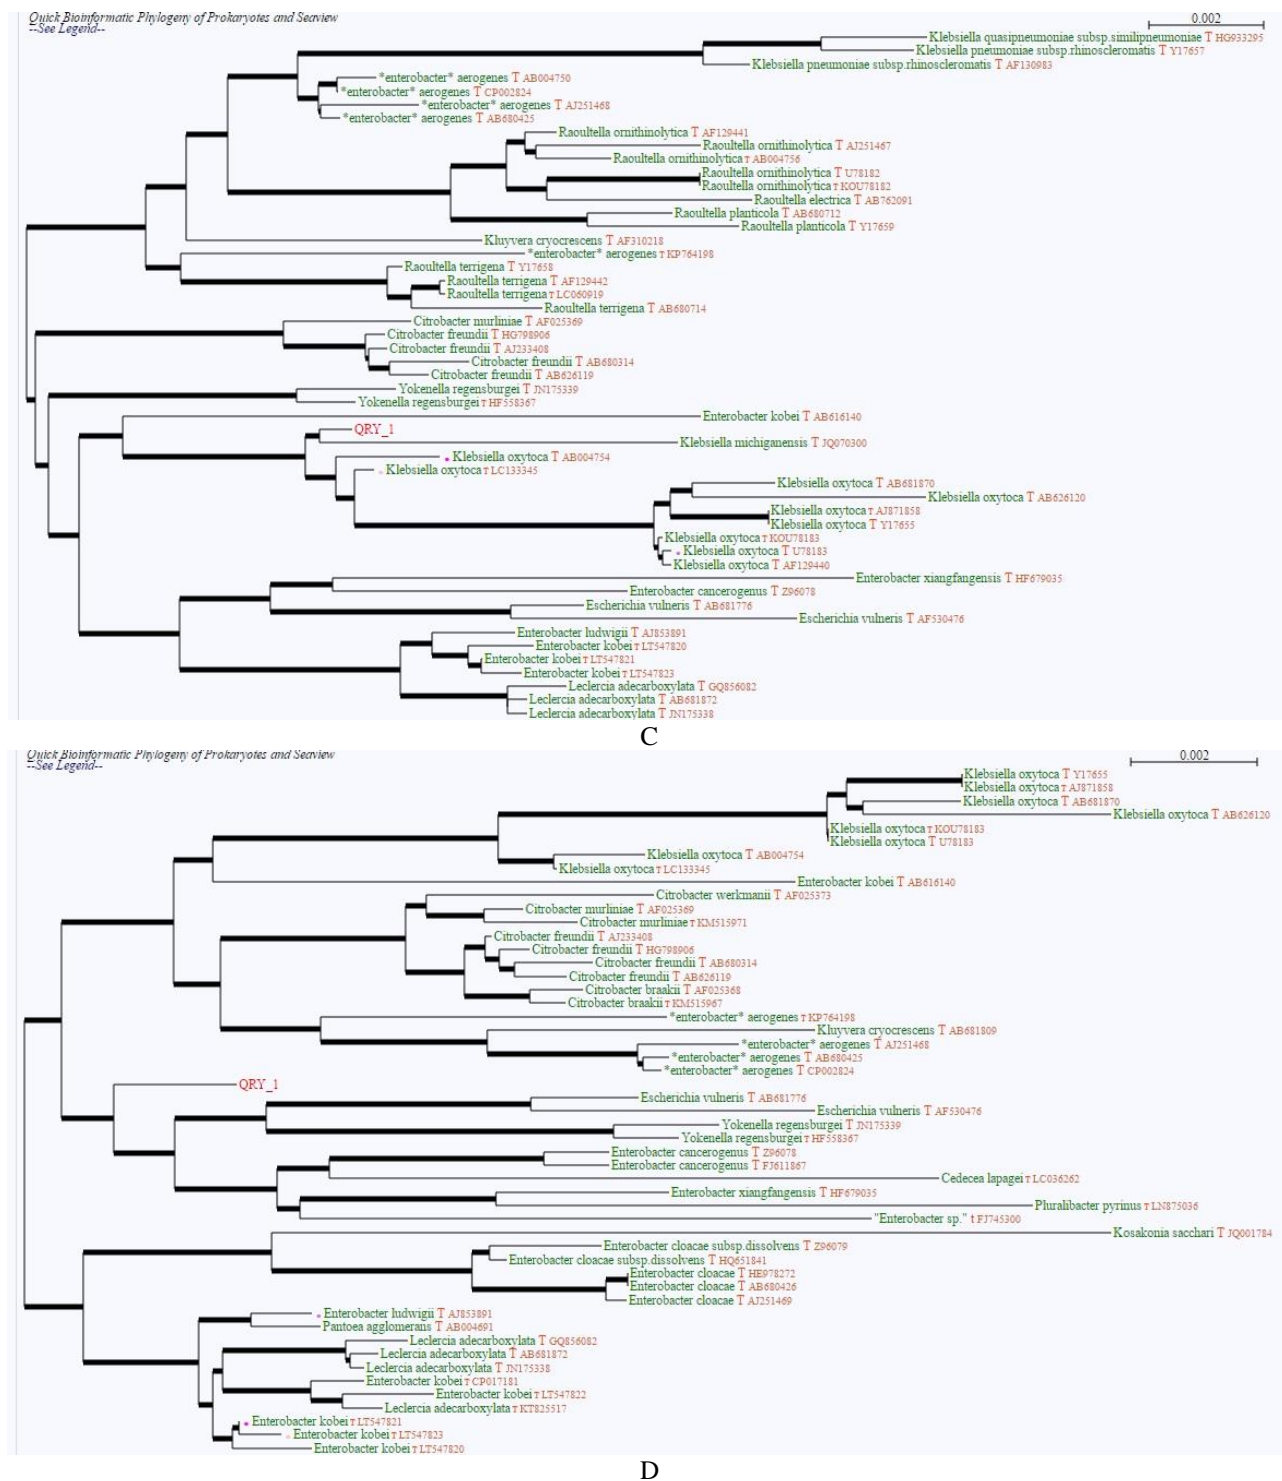 Quick Bioinformatic Phylogeny of Prokaryotes and Seaview
--See Legend--
0.002
Klebsiella quasipneumoniae subsp.similipneumoniae T HG933295
Klebsiella pneumoniae subsp.rhinoscleromatis T Y17657
Klebsiella pneumoniae subsp.rhinoscleromatis T AF130983
*enterobacter* aerogenes T AB004750
*enterobacter* aerogenes T CP002824
*enterobacter* aerogenes T AJ251468
*enterobacter* aerogenes T AB680425
Raoultella ornithinolytica T AF129441
Raoultella ornithinolytica T AJ251467
Raoultella ornithinolytica T AB004756
Raoultella ornithinolytica T U78182
Raoultella ornithinolytica T KOU78182
Raoultella electrica T AB762091
Raoultella planticola T AB680712
Raoultella planticola T Y17659
Kluyvera cryocrescens T AF310218
*enterobacter* aerogenes T KP764198
Raoultella terrigena T Y17658
Raoultella terrigena T AF129442
Raoultella terrigena T LC060919
Raoultella terrigena T AB680714
Citrobacter murliniae T AF025369
Citrobacter freundii T HG798906
Citrobacter freundii T AJ233408
Citrobacter freundii T AB680314
Citrobacter freundii T AB626119
Yokenella regensburgei T JN175339
Yokenella regensburgei T HF558367
Enterobacter kobei T AB616140
QRY_1
Klebsiella michiganensis T JQ070300
Klebsiella oxytoca T AB004754
Klebsiella oxytoca T LC133345
Klebsiella oxytoca T AB681870
Klebsiella oxytoca T AB626120
Klebsiella oxytoca T AJ871858
Klebsiella oxytoca T Y17655
Klebsiella oxytoca T KOU78183
Klebsiella oxytoca T U78183
Klebsiella oxytoca T AF129440
Enterobacter xiangfangensis T HF679035
Enterobacter cancerogenus T Z96078
Escherichia vulneris T AB681776
Escherichia vulneris T AF530476
Enterobacter ludwigii T AJ853891
Enterobacter kobei T LT547820
Enterobacter kobei T LT547821
Enterobacter kobei T LT547823
Leclercia adecarboxylata T GQ856082
Leclercia adecarboxylata T AB681872
Leclercia adecarboxylata T JN175338
C
Quick Bioinformatic Phylogeny of Prokaryotes and Seaview
--See Legend--
0.002
Klebsiella oxytoca T Y17655
Klebsiella oxytoca T AJ871858
Klebsiella oxytoca T AB681870
Klebsiella oxytoca T AB626120
Klebsiella oxytoca T KOU78183
Klebsiella oxytoca T U78183
Klebsiella oxytoca T AB004754
Klebsiella oxytoca T LC133345
Enterobacter kobei T AB616140
Citrobacter werkmanii T AF025373
Citrobacter murliniae T AF025369
Citrobacter murliniae T KM515971
Citrobacter freundii T AJ233408
Citrobacter freundii T HG798906
Citrobacter freundii T AB680314
Citrobacter freundii T AB626119
Citrobacter braakii T AF025368
Citrobacter braakii T KM515967
*enterobacter* aerogenes T KP764198
Kluyvera cryocrescens T AB681809
*enterobacter* aerogenes T AJ251468
*enterobacter* aerogenes T AB680425
*enterobacter* aerogenes T CP002824
QRY_1
Escherichia vulneris T AB681776
Escherichia vulneris T AF530476
Yokenella regensburgei T JN175339
Yokenella regensburgei T HF558367
Enterobacter cancerogenus T Z96078
Enterobacter cancerogenus T FJ611867
Cedecea lapagei T LC036262
Enterobacter xiangfangensis T HF679035
Pluralibacter pyrinus T LN875036
"Enterobacter sp." t FJ745300
Kosakonia sacchari T JQ001784
Enterobacter cloacae subsp.dissolvens T Z96079
Enterobacter cloacae subsp.dissolvens T HQ651841
Enterobacter cloacae T HE978272
Enterobacter cloacae T AB680426
Enterobacter cloacae T AJ251469
Enterobacter ludwigii T AJ853891
Pantoea agglomerans T AB004691
Leclercia adecarboxylata T GQ856082
Leclercia adecarboxylata T AB681872
Leclercia adecarboxylata T JN175338
Enterobacter kobei T CP017181
Enterobacter kobei T LT547822
Leclercia adecarboxylata T KT825517
Enterobacter kobei T LT547821
Enterobacter kobei T LT547823
Enterobacter kobei T LT547820
D